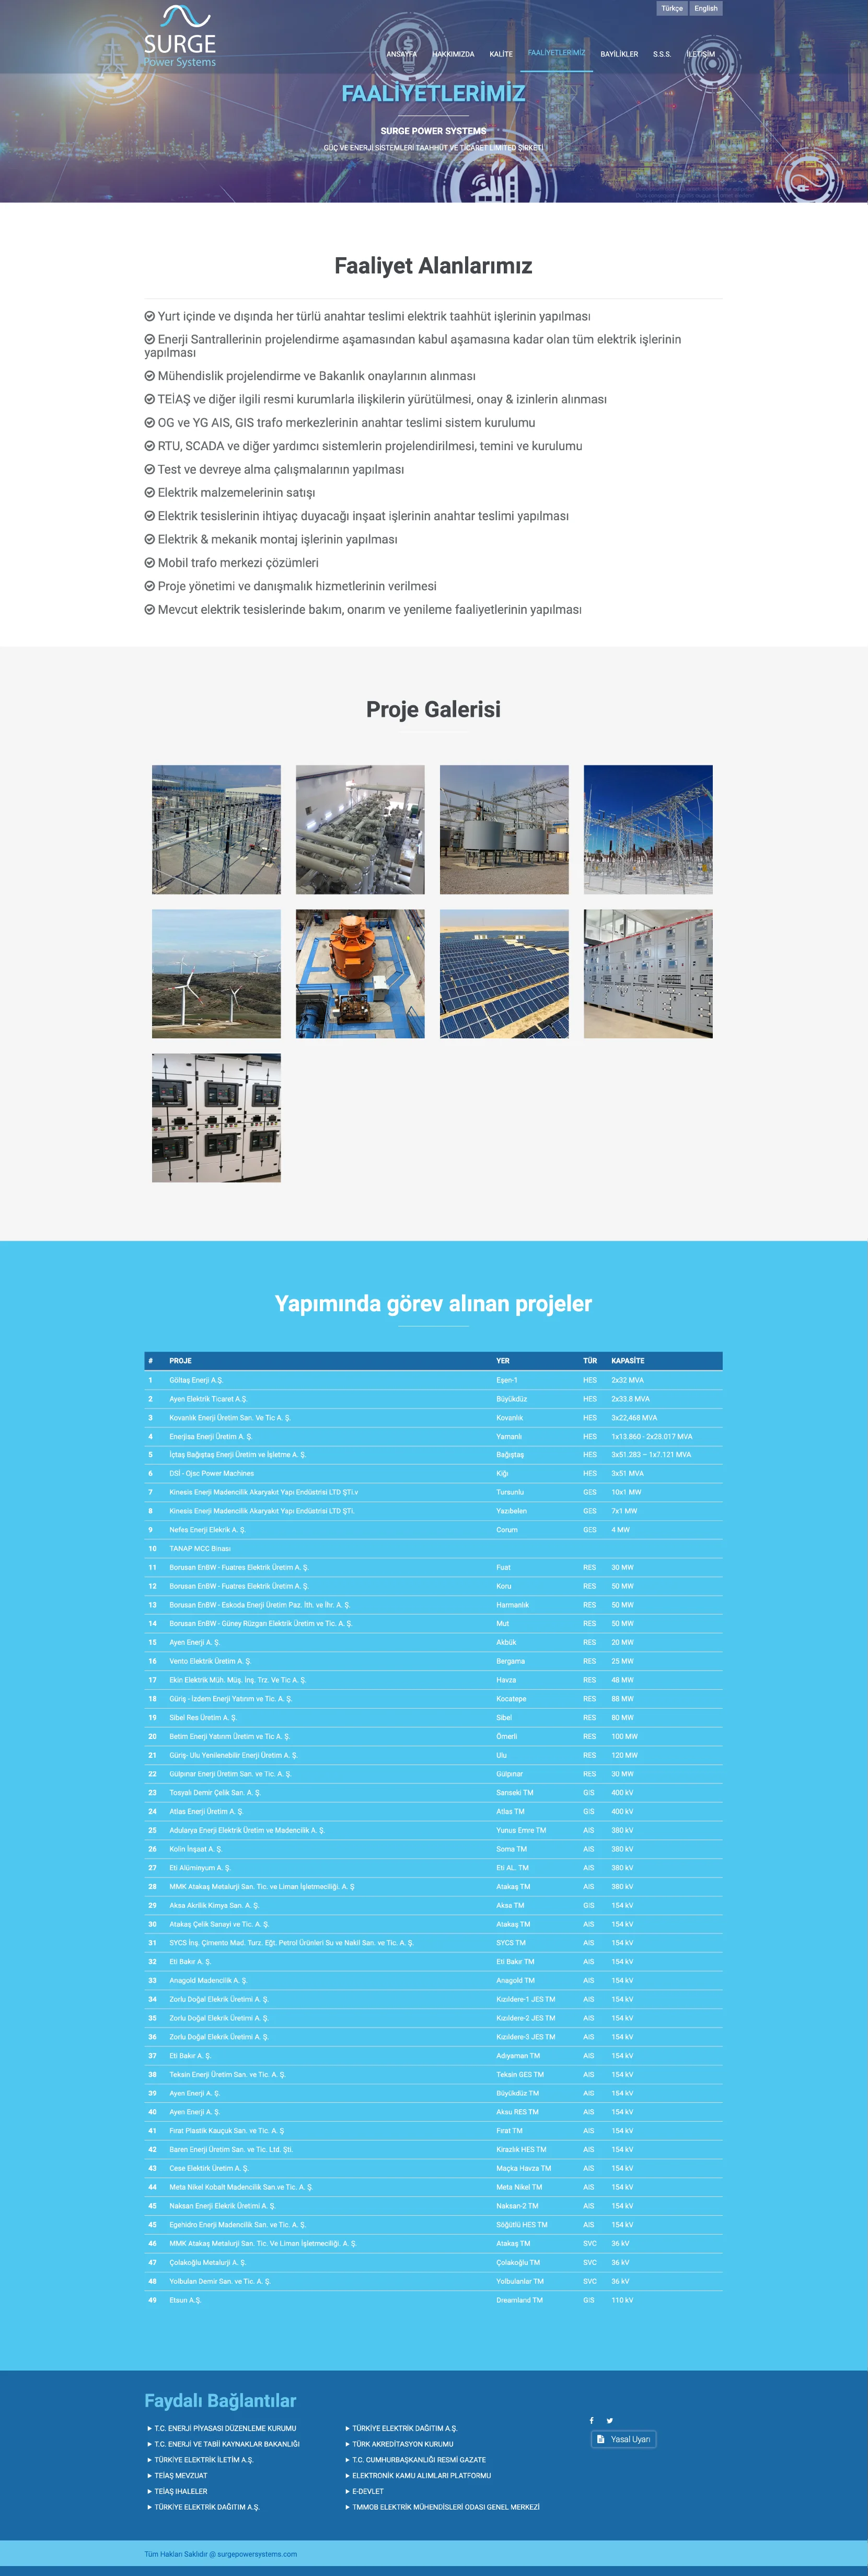 Türkçe English
SURGE
Power Systems
ANSAYFA HAKKIMIZDA KALİTE FAALİYETLERİMİZ BAYİLİKLER S.S.S. İLETİŞİM
FAALİYETLERİMİZ
SURGE POWER SYSTEMS
GÜÇ VE ENERJİ SİSTEMLERİ TAAHHÜT VE TİCARET LİMİTED ŞİRKETİ
Faaliyet Alanlarımız
Yurt içinde ve dışında her türlü anahtar teslimi elektrik taahhüt işlerinin yapılması
Enerji Santrallerinin projelendirme aşamasından kabul aşamasına kadar olan tüm elektrik işlerinin
yapılması
Mühendislik projelendirme ve Bakanlık onaylarının alınması
TEİAŞ ve diğer ilgili resmi kurumlarla ilişkilerin yürütülmesi, onay & izinlerin alınması
OG ve YG AIS, GIS trafo merkezlerinin anahtar teslimi sistem kurulumu
RTU, SCADA ve diğer yardımcı sistemlerin projelendirilmesi, temini ve kurulumu
Test ve devreye alma çalışmalarının yapılması
Elektrik malzemelerinin satışı
Elektrik tesislerinin ihtiyaç duyacağı inşaat işlerinin anahtar teslimi yapılması
Elektrik & mekanik montaj işlerinin yapılması
Mobil trafo merkezi çözümleri
Proje yönetimi ve danışmalık hizmetlerinin verilmesi
Mevcut elektrik tesislerinde bakım, onarım ve yenileme faaliyetlerinin yapılması
Proje Galerisi
Yapımında görev alınan projeler
# PROJE YER TÜR KAPASİTE
1 Göltaş Enerji A.Ş. Eşen-1 HES 2x32 MVA
2 Ayen Elektrik Ticaret A.Ş. Büyükdüz HES 2x33.8 MVA
3 Kovanlık Enerji Üretim San. Ve Tic A. Ş. Kovanlık HES 3x22,468 MVA
4 Enerjisa Enerji Üretim A. Ş. Yamanlı HES 1x13.860 - 2x29.017 MVA
5 İçtaş Bağıştaş Enerji Üretim ve İşletme A. Ş. Bağıştaş HES 3x51.283 – 1x7.121 MVA
6 DSİ - Ojsc Power Machines Kiğı HES 3x51 MVA
7 Kinesis Enerji Madencilik Akaryakıt Yapı Endüstrisi LTD ŞTi.v Tursunlu GES 10x1 MW
8 Kinesis Enerji Madencilik Akaryakıt Yapı Endüstrisi LTD ŞTi. Yazıbelen GES 7x1 MW
9 Nefes Enerji Elekrik A. Ş. Corum GES 4 MW
10 TANAP MCC Binası
11 Borusan EnBW - Fuatres Elektrik Üretim A. Ş. Fuat RES 30 MW
12 Borusan EnBW - Fuatres Elektrik Üretim A. Ş. Koru RES 50 MW
13 Borusan EnBW - Eskoda Enerji Üretim Paz. İth. ve İhr. A. Ş. Harmanlık RES 50 MW
14 Borusan EnBW - Güney Rüzgarı Elektrik Üretim ve Tic. A. Ş. Mut RES 50 MW
15 Ayen Enerji A. Ş. Akbük RES 20 MW
16 Vento Elektrik Üretim A. Ş. Bergama RES 25 MW
17 Ekin Elektrik Müh. Müş. İnş. Trz. Ve Tic A. Ş. Havza RES 48 MW
18 Güriş - İzdem Enerji Yatırım ve Tic. A. Ş. Kocatepe RES 88 MW
19 Sibel Res Üretim A. Ş. Sibel RES 80 MW
20 Betim Enerji Yatırım Üretim ve Tic A. Ş. Ömerli RES 100 MW
21 Güriş- Ulu Yenilenebilir Enerji Üretim A. Ş. Ulu RES 120 MW
22 Gülpınar Enerji Üretim San. ve Tic. A. Ş. Gülpınar RES 30 MW
23 Tosyalı Demir Çelik San. A. Ş. Sarıseki TM GIS 400 kV
24 Atlas Enerji Üretim A. Ş. Atlas TM GIS 400 kV
25 Adularya Enerji Elektrik Üretim ve Madencilik A. Ş. Yunus Emre TM AIS 380 kV
26 Kolin İnşaat A. Ş. Soma TM AIS 380 kV
27 Eti Alüminyum A. Ş. Eti AL. TM AIS 380 kV
28 MMK Atakaş Metalurji San. Tic. ve Liman İşletmeciliği. A. Ş Atakaş TM AIS 380 kV
29 Aksa Akrilik Kimya San. A. Ş. Aksa TM GIS 154 kV
30 Atakaş Çelik Sanayi ve Tic. A. Ş. Atakaş TM AIS 154 kV
31 SYCS İnş. Çimento Mad. Turz. Eğt. Petrol Ürünleri Su ve Nakil San. ve Tic. A. Ş. SYCS TM AIS 154 kV
32 Eti Bakır A. Ş. Eti Bakır TM AIS 154 kV
33 Anagold Madencilik A. Ş. Anagold TM AIS 154 kV
34 Zorlu Doğal Elekrik Üretimi A. Ş. Kızıldere-1 JES TM AIS 154 kV
35 Zorlu Doğal Elekrik Üretimi A. Ş. Kızıldere-2 JES TM AIS 154 kV
36 Zorlu Doğal Elekrik Üretimi A. Ş. Kızıldere-3 JES TM AIS 154 kV
37 Eti Bakır A. Ş. Adıyaman TM AIS 154 kV
38 Teksin Enerji Üretim San. ve Tic. A. Ş. Teksin GES TM AIS 154 kV
39 Ayen Enerji A. Ş. Büyükdüz TM AIS 154 kV
40 Ayen Enerji A. Ş. Aksu RES TM AIS 154 kV
41 Fırat Plastik Kauçuk San. ve Tic. A. Ş Fırat TM AIS 154 kV
42 Baren Enerji Üretim San. ve Tic. Ltd. Şti. Kirazlık HES TM AIS 154 kV
43 Cese Elektirk Üretim A. Ş. Maçka Havza TM AIS 154 kV
44 Meta Nikel Kobalt Madencilik San.ve Tic. A. Ş. Meta Nikel TM AIS 154 kV
45 Naksan Enerji Elekrik Üretimi A. Ş. Naksan-2 TM AIS 154 kV
45 Egehidro Enerji Madencilik San. ve Tic. A. Ş. Söğütlü HES TM AIS 154 kV
46 MMK Atakaş Metalurji San. Tic. Ve Liman İşletmeciliği. A. Ş. Atakaş TM SVC 36 kV
47 Çolakoğlu Metalurji A. Ş. Çolakoğlu TM SVC 36 kV
48 Yolbulan Demir San. ve Tic. A. Ş. Yolbulanlar TM SVC 36 kV
49 Etsun A.Ş. Dreamland TM GIS 110 kV
Faydalı Bağlantılar
T.C. ENERJİ PİYASASI DÜZENLEME KURUMU
T.C. ENERJİ VE TABİİ KAYNAKLAR BAKANLIĞI
TÜRKİYE ELEKTRİK İLETİM A.Ş.
TEİAŞ MEVZUAT
TEİAŞ IHALELER
TÜRKİYE ELEKTRİK DAĞITIM A.Ş.
TÜRKİYE ELEKTRİK DAĞITIM A.Ş.
TÜRK AKREDİTASYON KURUMU
T.C. CUMHURBAŞKANLIĞI RESMİ GAZATE
ELEKTRONİK KAMU ALIMLARI PLATFORMU
E-DEVLET
TMMOB ELEKTRİK MÜHENDİSLERİ ODASI GENEL MERKEZİ
Yasal Uyarı
Tüm Hakları Saklıdır @ surgepowersystems.com